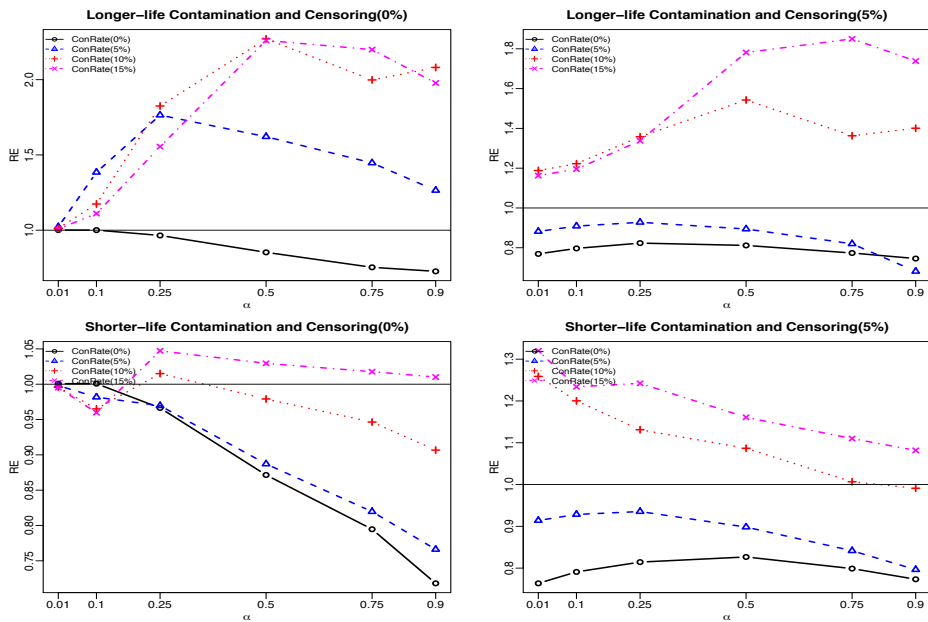 Longer-life Contamination and Censoring(0%)
ConRate(0%)
ConRate(5%)
ConRate(10%)
ConRate(15%)
RE
2.0
1.5
1.0
0.01
0.1
0.25
0.5
0.75
0.9
α
Longer-life Contamination and Censoring(5%)
ConRate(0%)
ConRate(5%)
ConRate(10%)
ConRate(15%)
RE
1.8
1.6
1.4
1.2
1.0
0.8
0.01
0.1
0.25
0.5
0.75
0.9
α
Shorter-life Contamination and Censoring(0%)
ConRate(0%)
ConRate(5%)
ConRate(10%)
ConRate(15%)
RE
1.05
1.00
0.95
0.90
0.85
0.80
0.75
0.01
0.1
0.25
0.5
0.75
0.9
α
Shorter-life Contamination and Censoring(5%)
ConRate(0%)
ConRate(5%)
ConRate(10%)
ConRate(15%)
RE
1.3
1.2
1.1
1.0
0.9
0.8
0.01
0.1
0.25
0.5
0.75
0.9
α